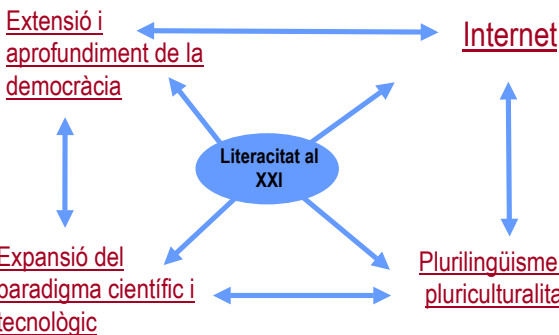 Extensió i
aprofundiment de la
democràcia
Internet
Literacitat al
XXI
Expansió del
paradigma científic i
tecnològic
Plurilingüisme
pluriculturalita